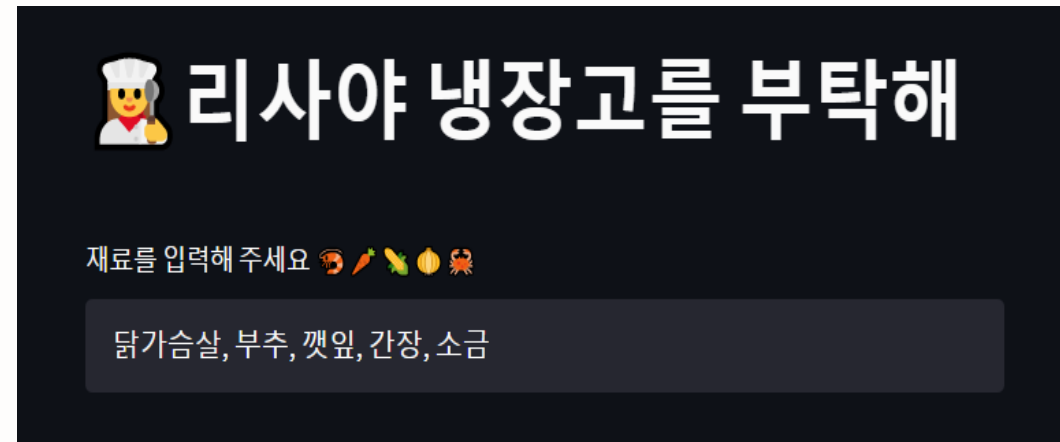 리사야 냉장고를 부탁해
재료를 입력해 주세요 🦐🥕🌽🧅🦀
닭가슴살, 부추, 깻잎, 간장, 소금